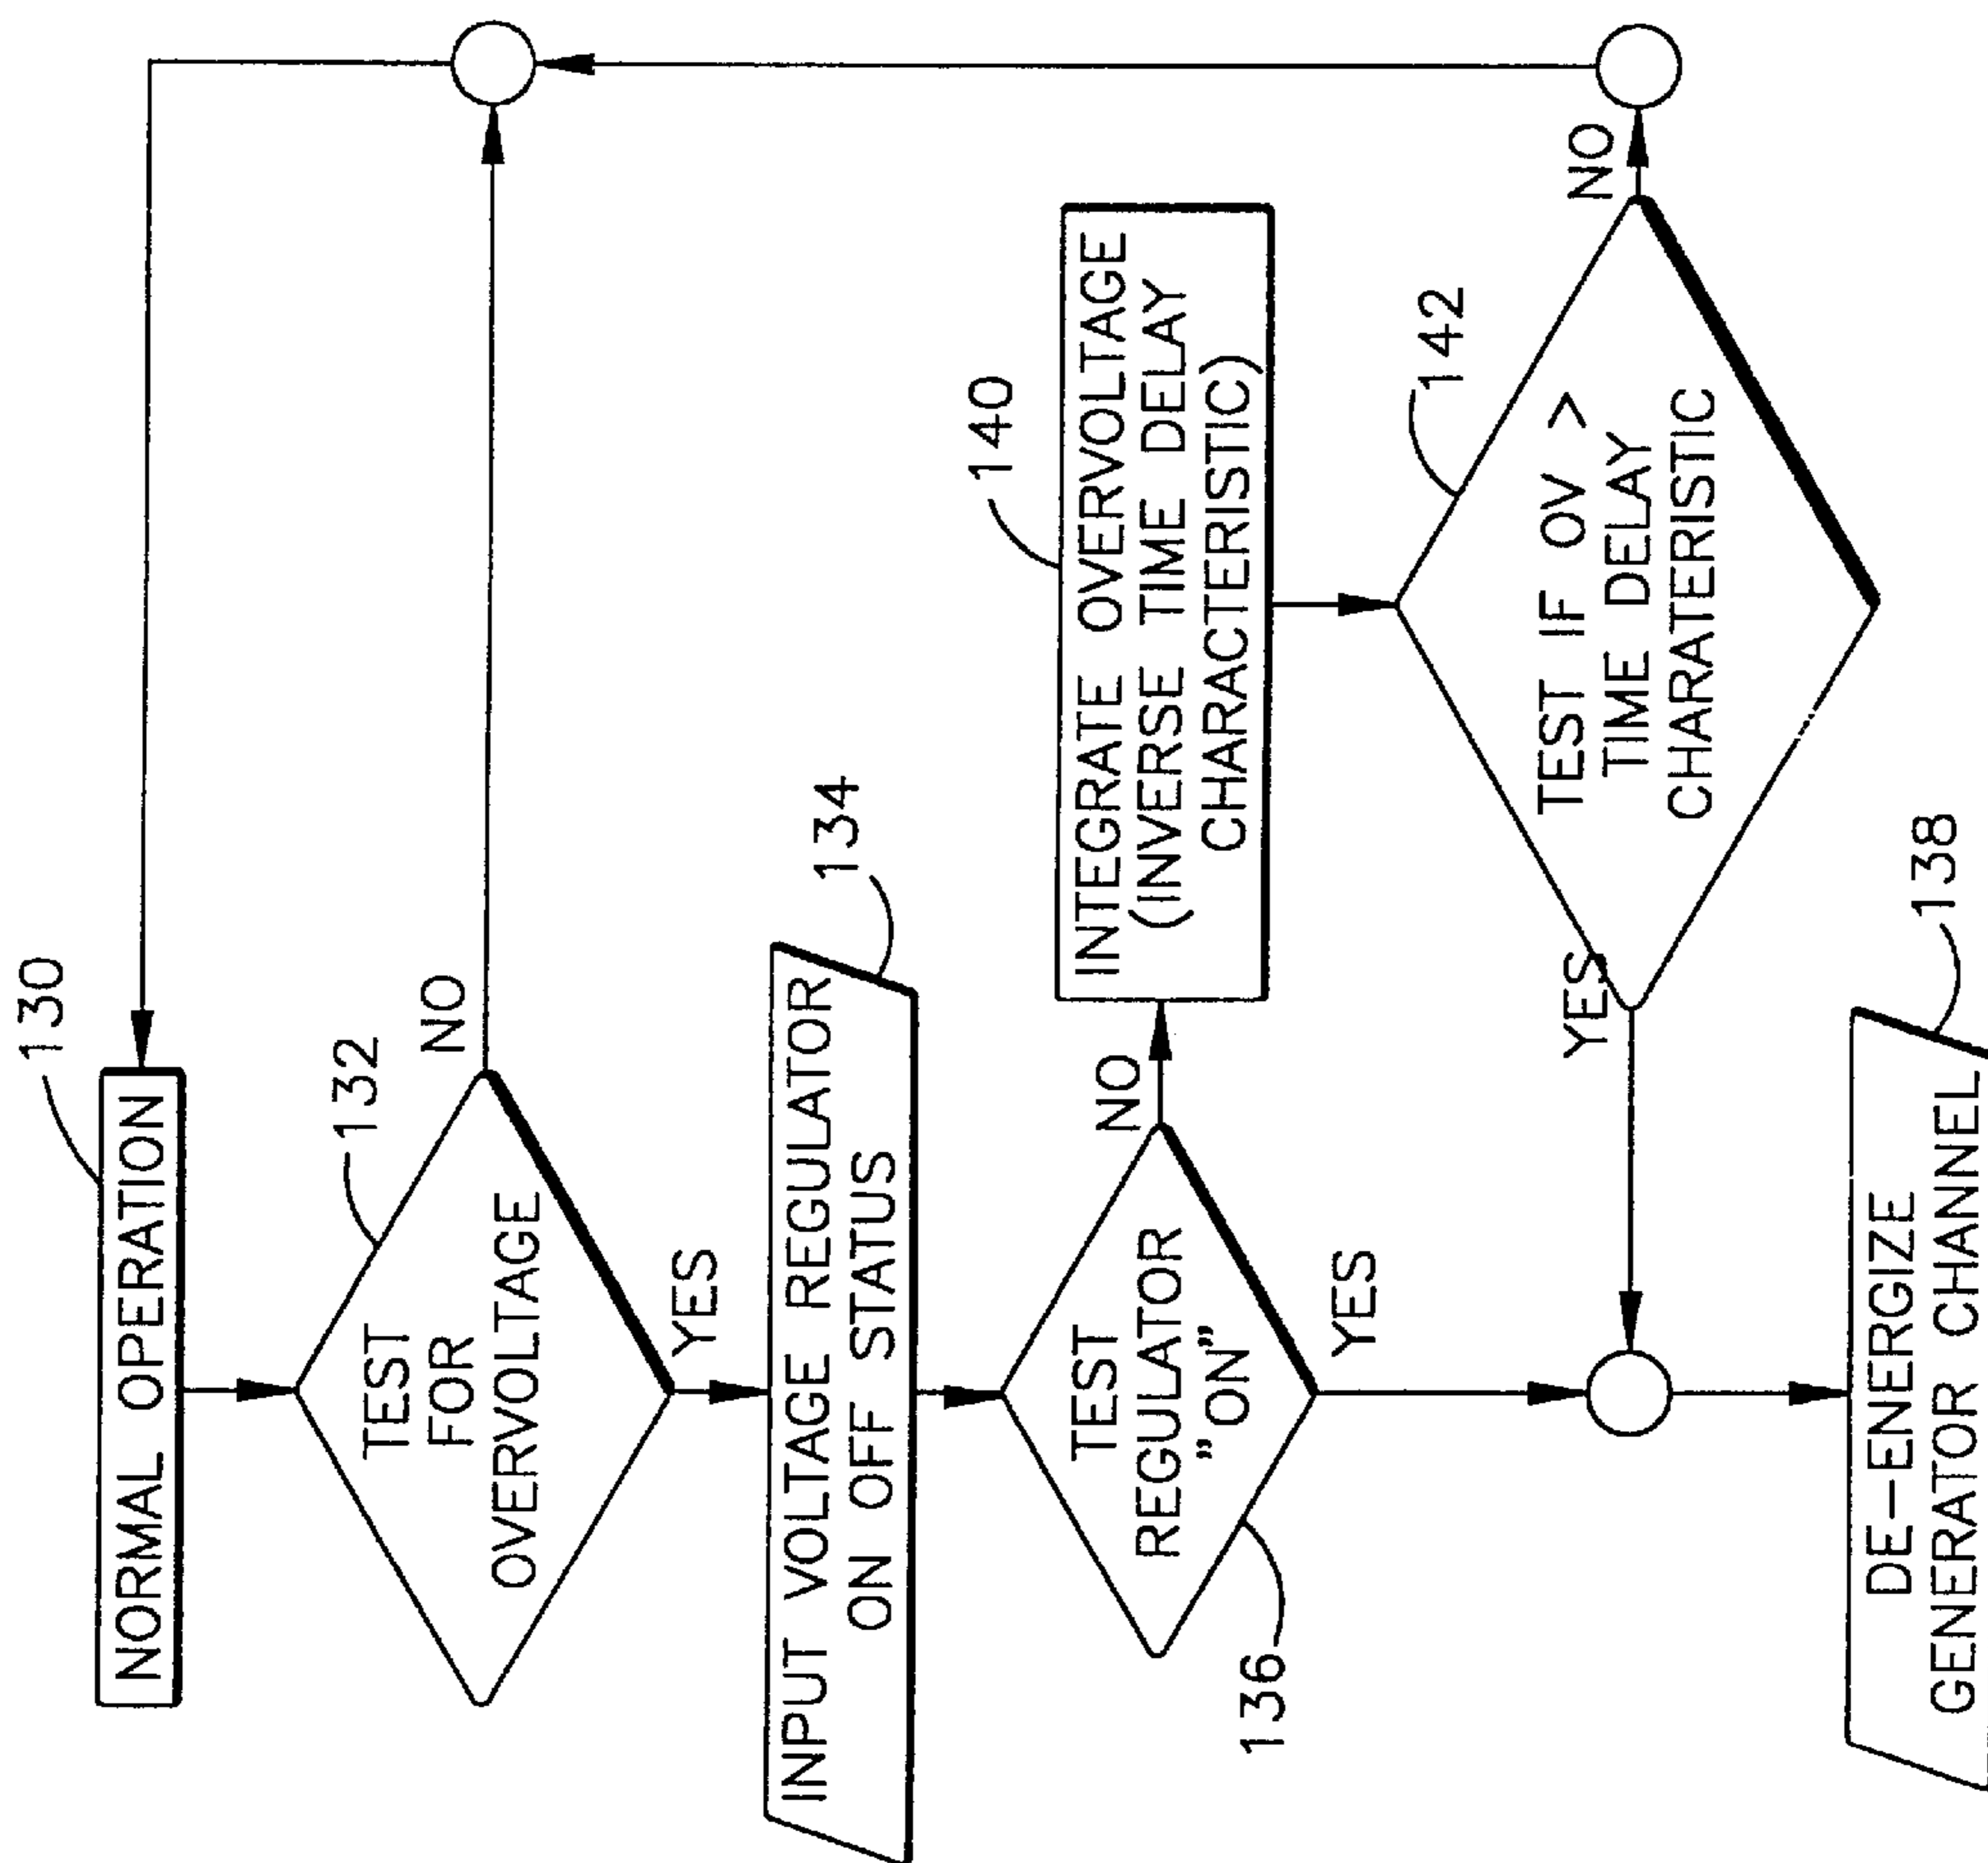 130
NORMAL OPERATION
132
TEST
FOR
OVERVOLTAGE
NO
YES
134
INPUT VOLTAGE REGULATOR
ON OFF STATUS
136
TEST
REGULATOR
"ON"
NO
YES
140
INTEGRATE OVERVOLTAGE
(INVERSE TIME DELAY
CHARACTERISTIC)
142
TEST IF OV >
TIME DELAY
CHARATERISTIC
NO
YES
138
DE-ENERGIZE
GENERATOR CHANNEL